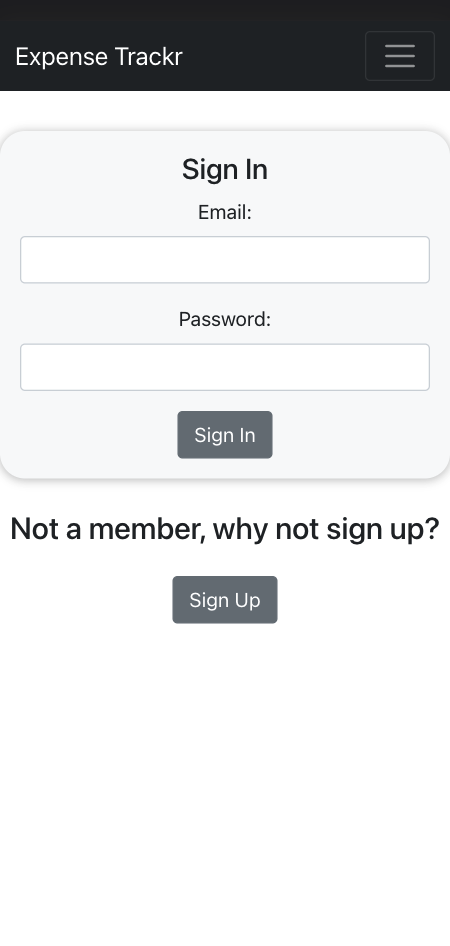 Expense Trackr
Sign In
Email:
Password:
Sign In
Not a member, why not sign up?
Sign Up